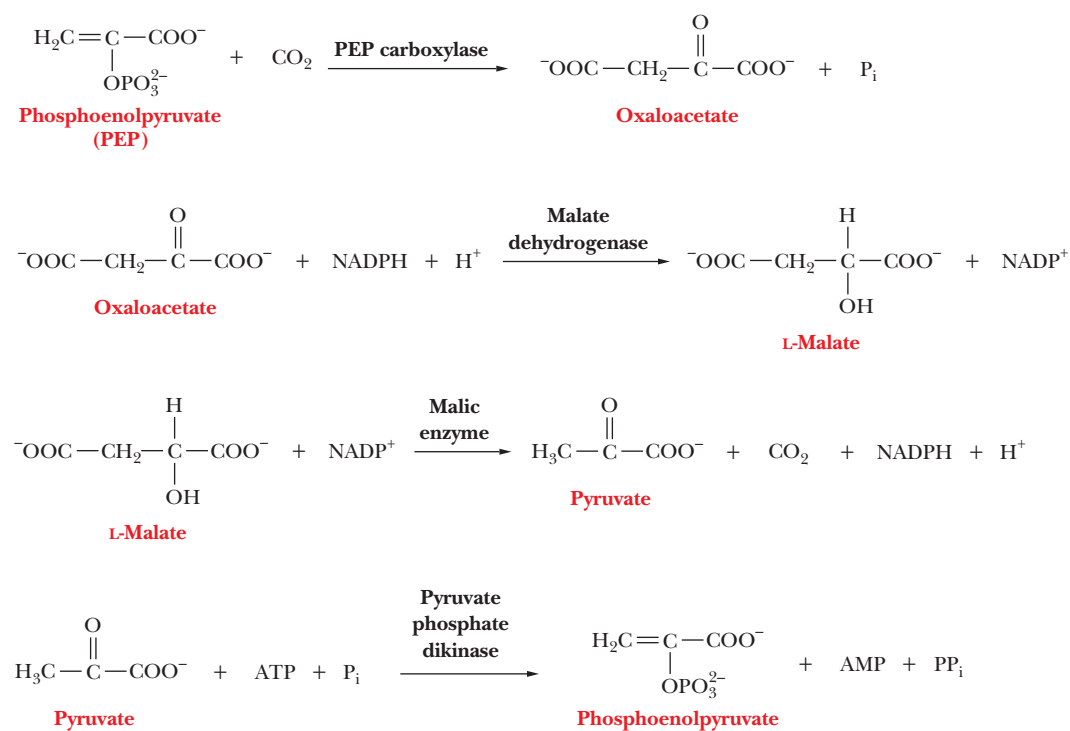 H₂C=C—COO⁻ + CO₂ PEP carboxylase ⁻OOC—CH₂—C—COO⁻ + Pᵢ
O
OPO₃²⁻
Phosphoenolpyruvate
(PEP)
Oxaloacetate
O
⁻OOC—CH₂—C—COO⁻ + NADPH + H⁺
Oxaloacetate
Malate
dehydrogenase
H
⁻OOC—CH₂—C—COO⁻ + NADP⁺
OH
L-Malate
H
⁻OOC—CH₂—C—COO⁻ + NADP⁺
OH
L-Malate
Malic
enzyme
O
H₃C—C—COO⁻ + CO₂ + NADPH + H⁺
Pyruvate
O
H₃C—C—COO⁻ + ATP + Pᵢ
Pyruvate
Pyruvate
phosphate
dikinase
H₂C=C—COO⁻ + AMP + PPᵢ
OPO₃²⁻
Phosphoenolpyruvate